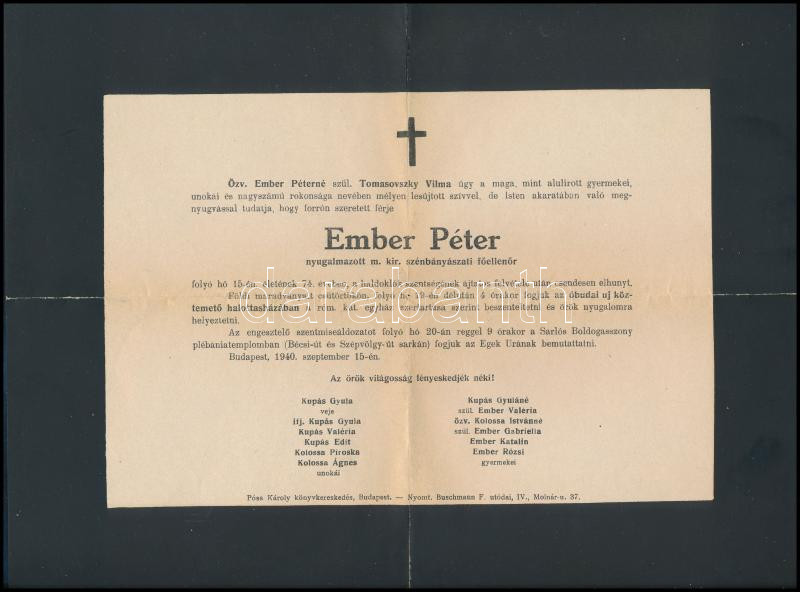 Özv. Ember Péterné szül. Tomasovszky Vilma úgy a maga, mint alulirott gyermekei,
unokái és nagyszámú rokonsága nevében mélyen lesújtott szívvel, de Isten akaratában való meg-
nyugvással tudatja, hogy forrón szeretett férje
Ember Péter
nyugalmazott m. kir. szénbányászati főellenőr
folyó hó 15-én, életének 74. évében, a haldoklók szentségének ájtatos felvétele után csendesen elhunyt.
Földi maradványait csütörtökön, folyó hó 19-én délután 4 órakor fogjuk az óbudai uj köz-
temető halottasházában a róm. kat. egyház szertartása szerint beszenteltetni és örök nyugalomra
helyeztetni.
Az engesztelő szentmiseáldozatot folyó hó 20-án reggel 9 órakor a Sarlós Boldogasszony
plébániatemplomban (Bécsi-út és Szépvölgy-út sarkán) fogjuk az Egek Urának bemutattatni.
Budapest, 1940. szeptember 15-én.
Az örök világosság fényeskedjék néki!
Kupás Gyula
veje
ifj. Kupás Gyula
Kupás Valéria
Kupás Edit
Kolossa Piroska
Kolossa Ágnes
unokái
Kupás Gyuláné
szül. Ember Valéria
özv. Kolossa Istvánné
szül. Ember Gabriella
Ember Katalin
Ember Rózsi
gyermekei
Póss Károly könyvkereskedés, Budapest. — Nyomt. Buschmann F. utódai, IV., Molnár-u. 37.
darabanth